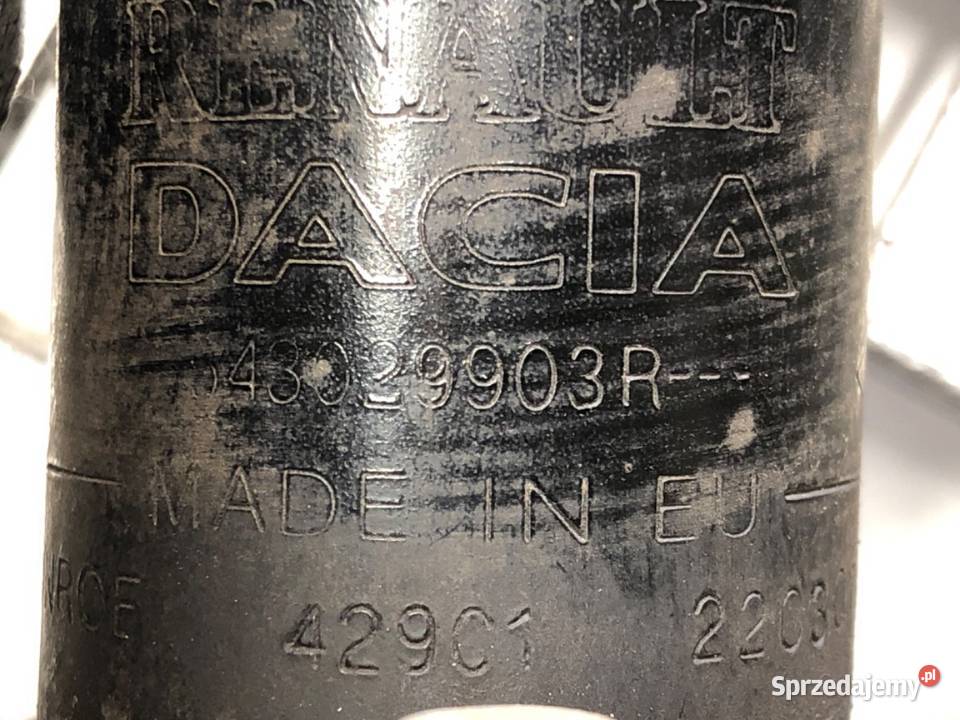 RENAULT
DACIA
543029903R---
MADE IN EU
429C1
Sprzedajemy.pl